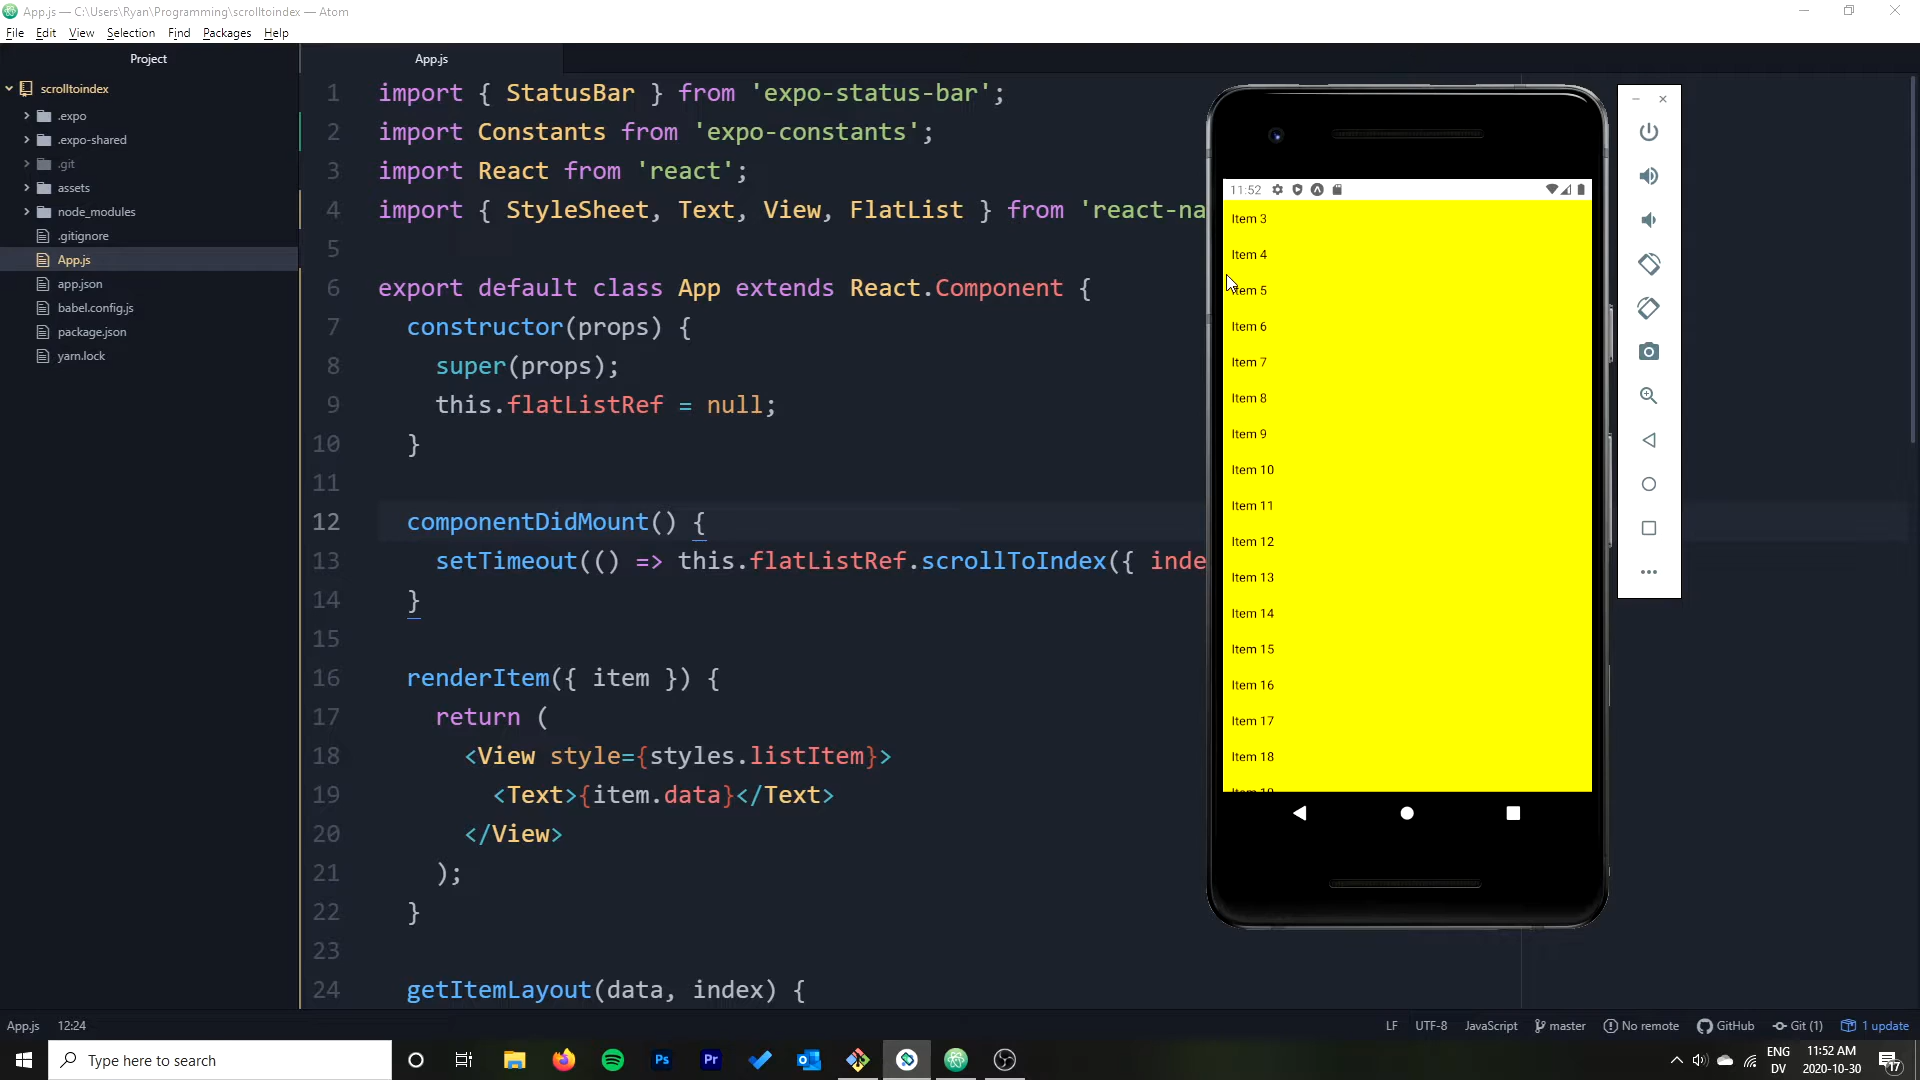 App.js — C:\Users\Ryan\Programming\scrolltoindex — Atom
File Edit View Selection Find Packages Help
Project
scrolltoindex
.expo
.expo-shared
.git
assets
node_modules
.gitignore
App.js
app.json
babel.config.js
package.json
yarn.lock
App.js
1 import { StatusBar } from 'expo-status-bar';
2 import Constants from 'expo-constants';
3 import React from 'react';
4 import { StyleSheet, Text, View, FlatList } from 'react-na
5
6 export default class App extends React.Component {
7 constructor(props) {
8 super(props);
9 this.flatListRef = null;
10 }
11
12 componentDidMount() {
13 setTimeout(() => this.flatListRef.scrollToIndex({ inde
14 }
15
16 renderItem({ item }) {
17 return (
18 <View style={styles.listItem}>
19 <Text>{item.data}</Text>
20 </View>
21 );
22 }
23
24 getItemLayout(data, index) {
11:52
Item 3
Item 4
Item 5
Item 6
Item 7
Item 8
Item 9
Item 10
Item 11
Item 12
Item 13
Item 14
Item 15
Item 16
Item 17
Item 18
Item 19
App.js 12:24
LF UTF-8 JavaScript master No remote GitHub Git (1) 1 update
Type here to search
Ps
Pr
ENG
DV
11:52 AM
2020-10-30
17